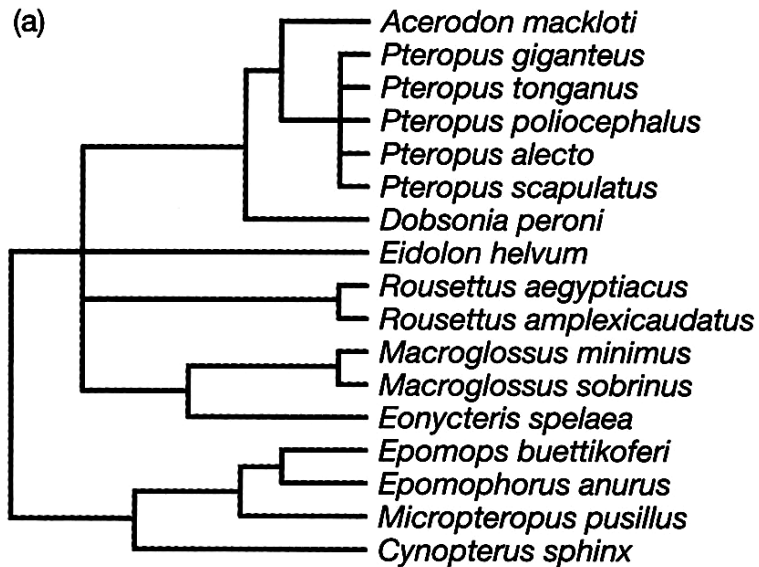 (a)
Acerodon mackloti
Pteropus giganteus
Pteropus tonganus
Pteropus poliocephalus
Pteropus alecto
Pteropus scapulatus
Dobsonia peroni
Eidolon helvum
Rousettus aegyptiacus
Rousettus amplexicaudatus
Macroglossus minimus
Macroglossus sobrinus
Eonycteris spelaea
Epomops buettikoferi
Epomophorus anurus
Micropteropus pusillus
Cynopterus sphinx